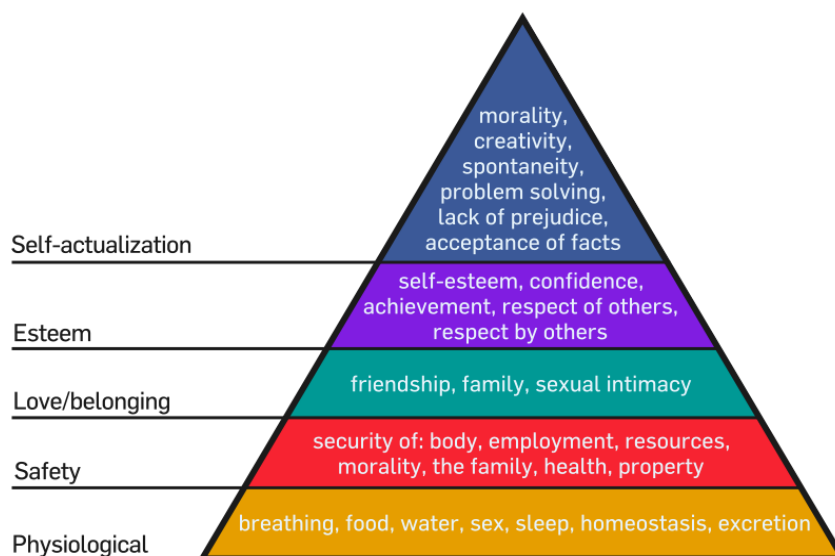 morality,
creativity,
spontaneity,
problem solving,
lack of prejudice,
acceptance of facts
Self-actualization
self-esteem, confidence,
achievement, respect of others,
respect by others
Esteem
friendship, family, sexual intimacy
Love/belonging
security of: body, employment, resources,
morality, the family, health, property
Safety
breathing, food, water, sex, sleep, homeostasis, excretion
Physiological